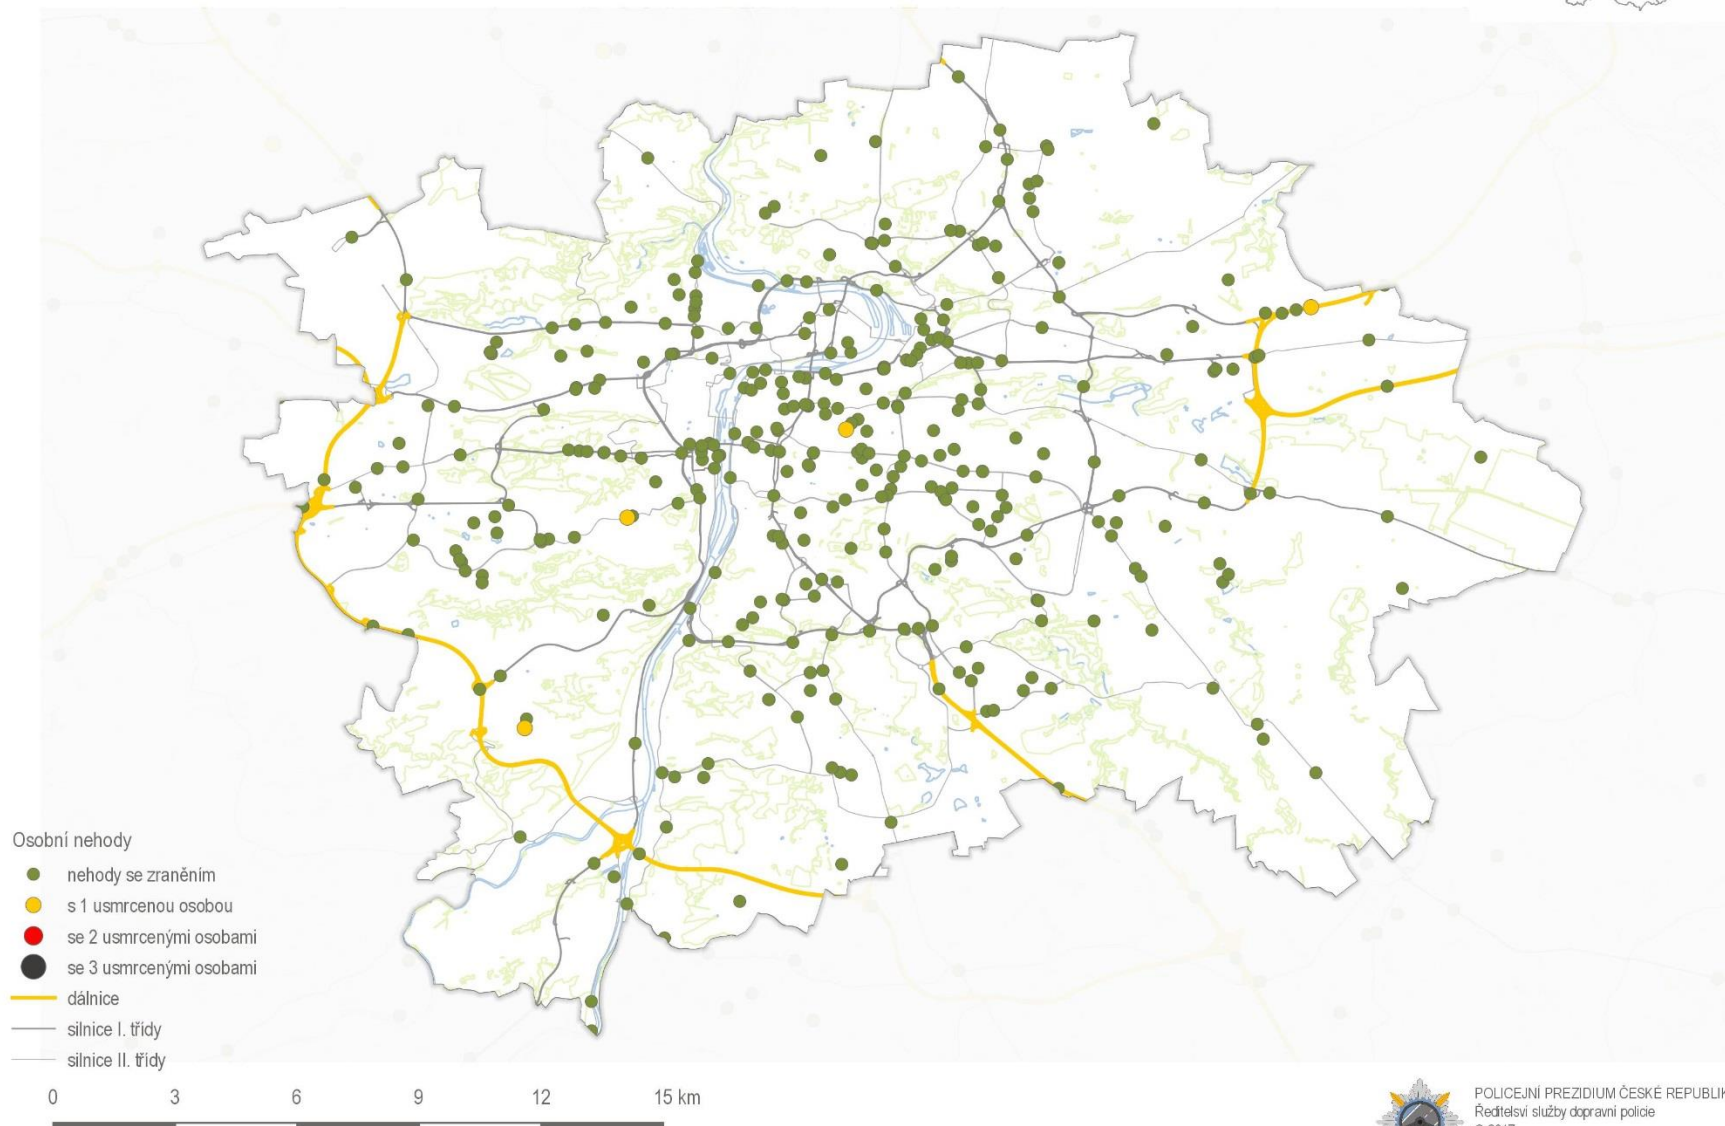 Osobní nehody
nehody se zraněním
s 1 usmrcenou osobou
se 2 usmrcenými osobami
se 3 usmrcenými osobami
dálnice
silnice I. třídy
silnice II. třídy
0 3 6 9 12 15 km
POLICEJNÍ PREZIDIUM ČESKÉ REPUBLIK
Ředitelsví služby dopravní policie